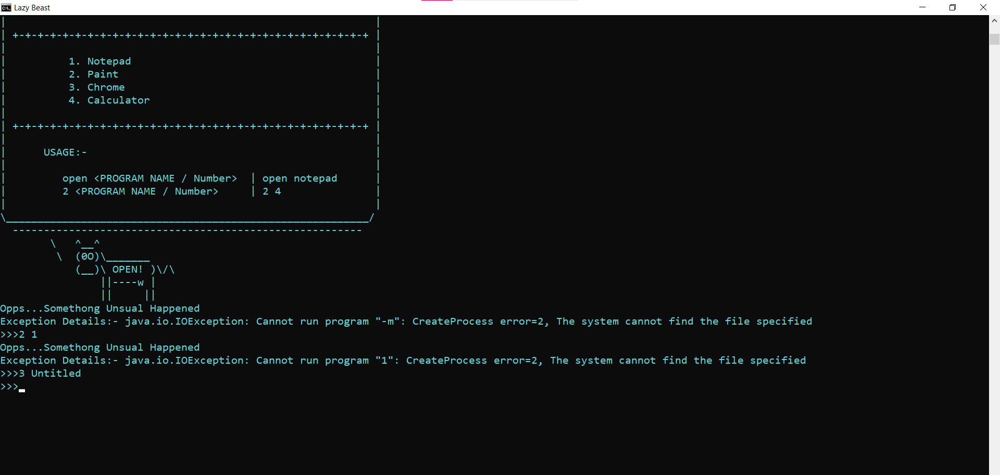 Lazy Beast
|                                                           |
| +-+-+-+-+-+-+-+-+-+-+-+-+-+-+-+-+-+-+-+-+-+-+-+-+-+-+-+-+ |
|                                                           |
|          1. Notepad                                       |
|          2. Paint                                         |
|          3. Chrome                                        |
|          4. Calculator                                    |
|                                                           |
| +-+-+-+-+-+-+-+-+-+-+-+-+-+-+-+-+-+-+-+-+-+-+-+-+-+-+-+-+ |
|                                                           |
|      USAGE:-                                              |
|                                                           |
|         open <PROGRAM NAME / Number>  | open notepad      |
|         2 <PROGRAM NAME / Number>     | 2 4               |
|                                                           |
\__________________________________________________________/
  --------------------------------------------------------
        \   ^__^
         \  (0O)\_______
            (__)\ OPEN! )\/\
                ||----w |
                ||     ||
Opps...Somethong Unsual Happened
Exception Details:- java.io.IOException: Cannot run program "-m": CreateProcess error=2, The system cannot find the file specified
>>>2 1
Opps...Somethong Unsual Happened
Exception Details:- java.io.IOException: Cannot run program "1": CreateProcess error=2, The system cannot find the file specified
>>>3 Untitled
>>>